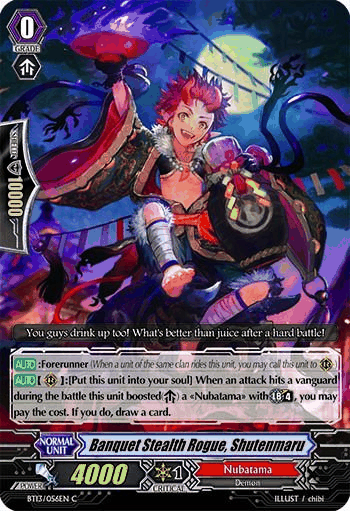 0
GRADE
SHIELD 10000
You guys drink up too! What's better than juice after a hard battle!
AUTO :Forerunner (When a unit of the same clan rides this unit, you may call this unit to RC)
AUTO [RC]:[Put this unit into your soul] When an attack hits a vanguard
during the battle this unit boosted a «Nubatama» with LB4, you may
pay the cost. If you do, draw a card.
NORMAL
UNIT
Banquet Stealth Rogue, Shutenmaru
POWER
4000
1
CRITICAL
Nubatama
Demon
BT13/056EN C
ILLUST / chibi